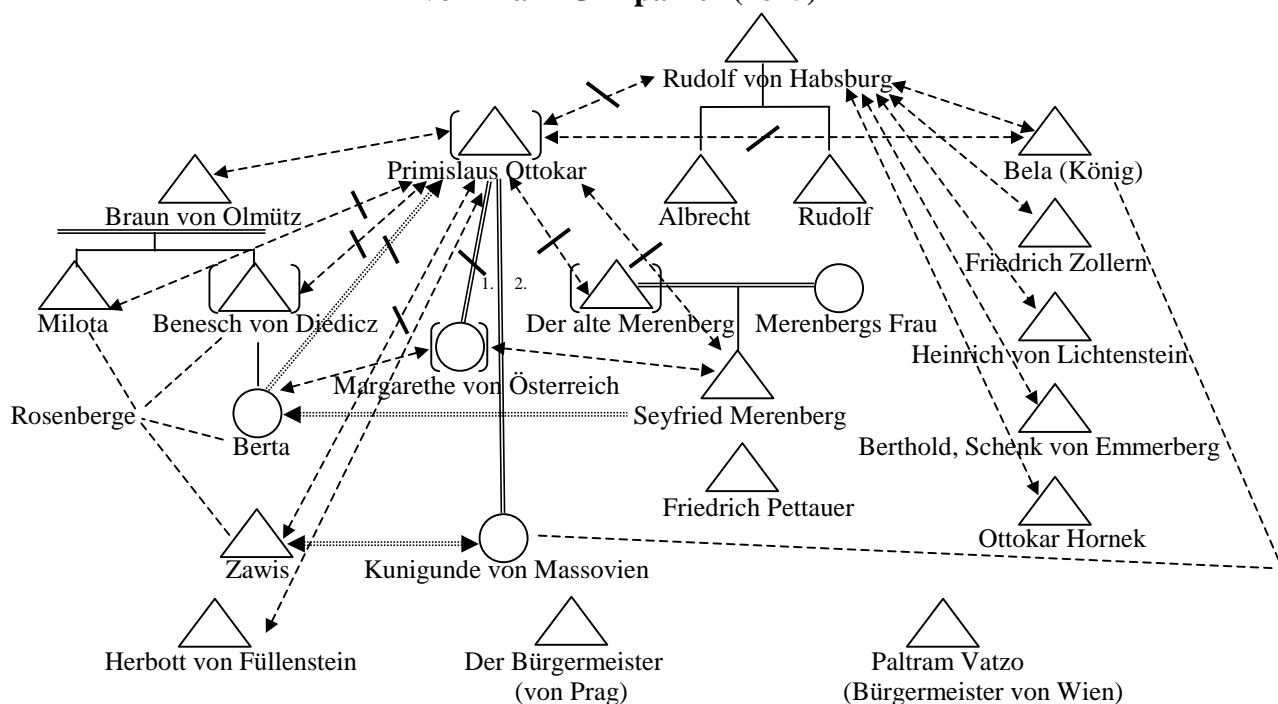 Rudolf von Habsburg
Primislaus Ottokar
Bela (König)
Braun von Olmütz
Albrecht
Rudolf
Friedrich Zollern
1.
2.
Milota
Benesch von Diedicz
Der alte Merenberg
Merenbergs Frau
Heinrich von Lichtenstein
Margarethe von Österreich
Rosenberge
Berta
Seyfried Merenberg
Berthold, Schenk von Emmerberg
Friedrich Pettauer
Ottokar Hornek
Zawis
Kunigunde von Massovien
Herbott von Füllenstein
Der Bürgermeister
(von Prag)
Paltram Vatzo
(Bürgermeister von Wien)